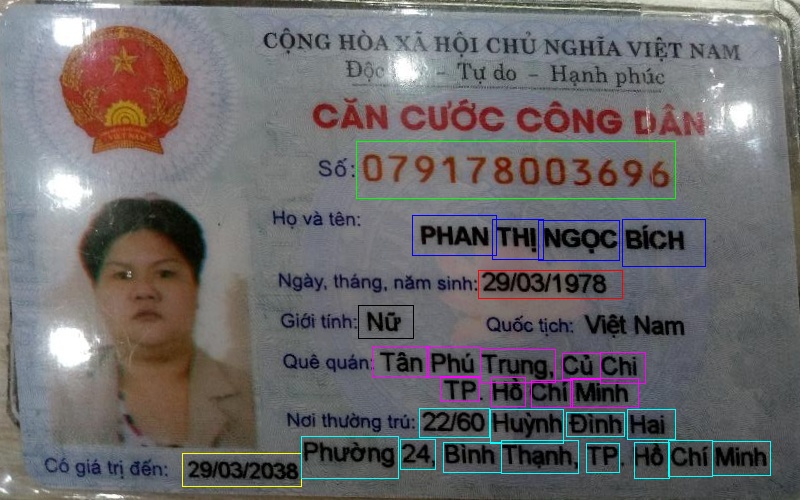 CỘNG HÒA XÃ HỘI CHỦ NGHĨA VIỆT NAM
Độc - Tự do - Hạnh phúc
CĂN CƯỚC CÔNG DÂN
Số: 079178003696
Họ và tên: PHAN THỊ NGỌC BÍCH
Ngày, tháng, năm sinh: 29/03/1978
Giới tính: Nữ Quốc tịch: Việt Nam
Quê quán: Tân Phú Trung, Củ Chi
TP. Hồ Chí Minh
Nơi thường trú: 22/60 Huỳnh Đình Hai
Phường 24, Bình Thạnh, TP. Hồ Chí Minh
Có giá trị đến: 29/03/2038